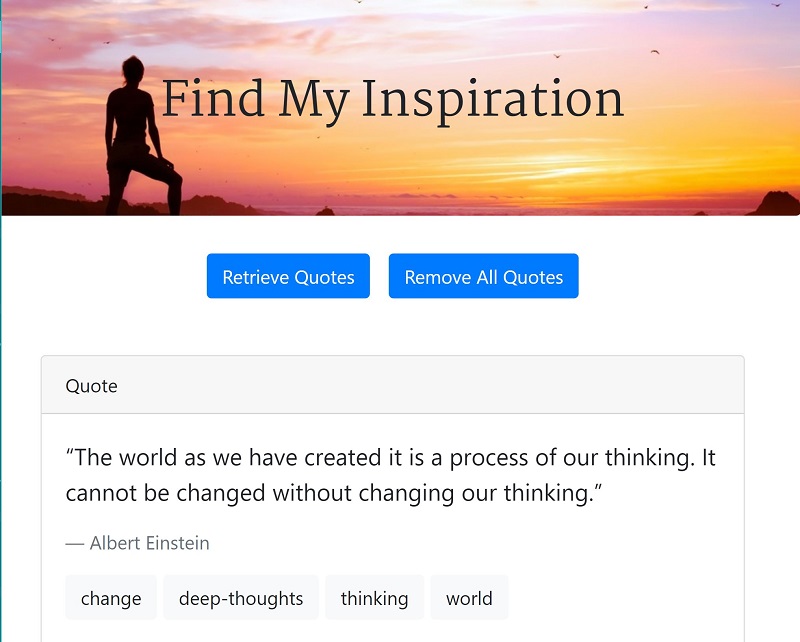 Find My Inspiration
Retrieve Quotes Remove All Quotes
Quote
“The world as we have created it is a process of our thinking. It
cannot be changed without changing our thinking.”
— Albert Einstein
change deep-thoughts thinking world